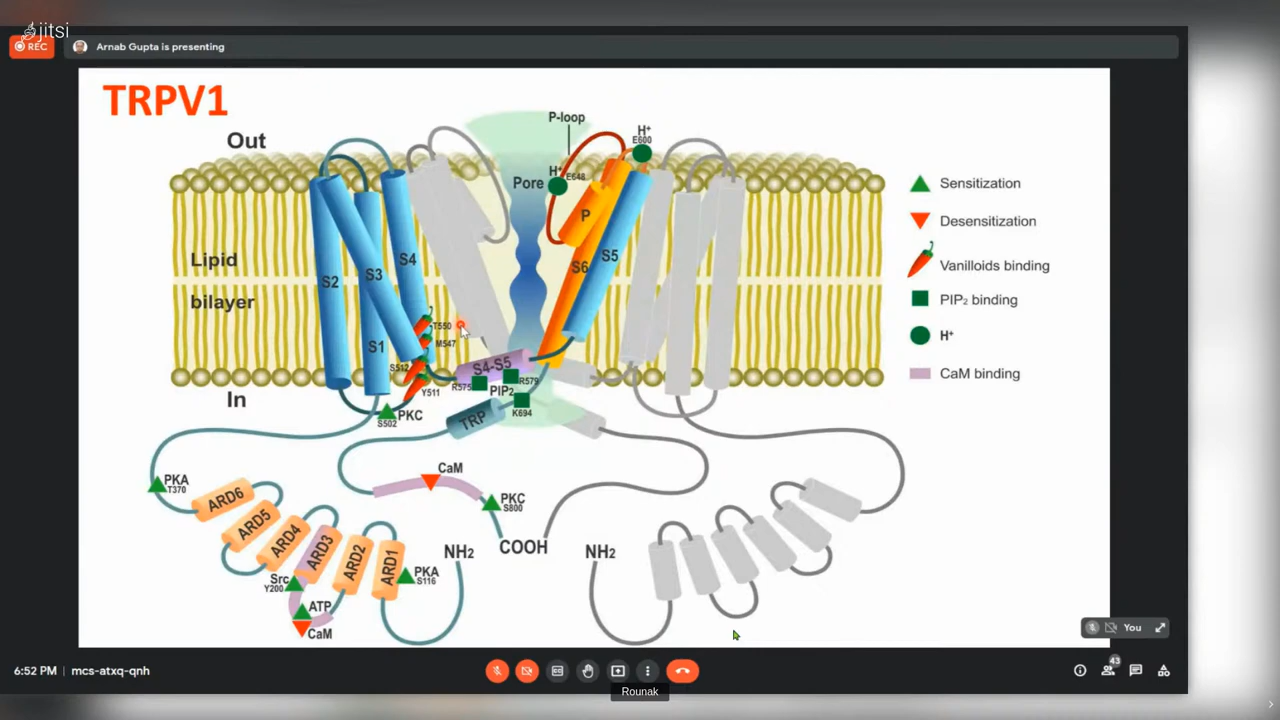 jitsi
REC
Arnab Gupta is presenting
TRPV1
P-loop
H⁺
E600
Out
H⁺
E648
Pore
Sensitization
P
Desensitization
Lipid
S4
S5
S3
S6
Vanilloids binding
S2
bilayer
PIP₂ binding
T550
H⁺
S1
M547
S4-S5
S512
CaM binding
R575
R579
In
Y511
PIP₂
PKC
S502
K694
TRP
CaM
PKA
T370
ARD6
PKC
S800
ARD5
ARD4
ARD3
ARD2
ARD1
NH₂
COOH
NH₂
Src
Y200
PKA
S116
ATP
CaM
You
6:52 PM | mcs-atxq-qnh
43
Rounak